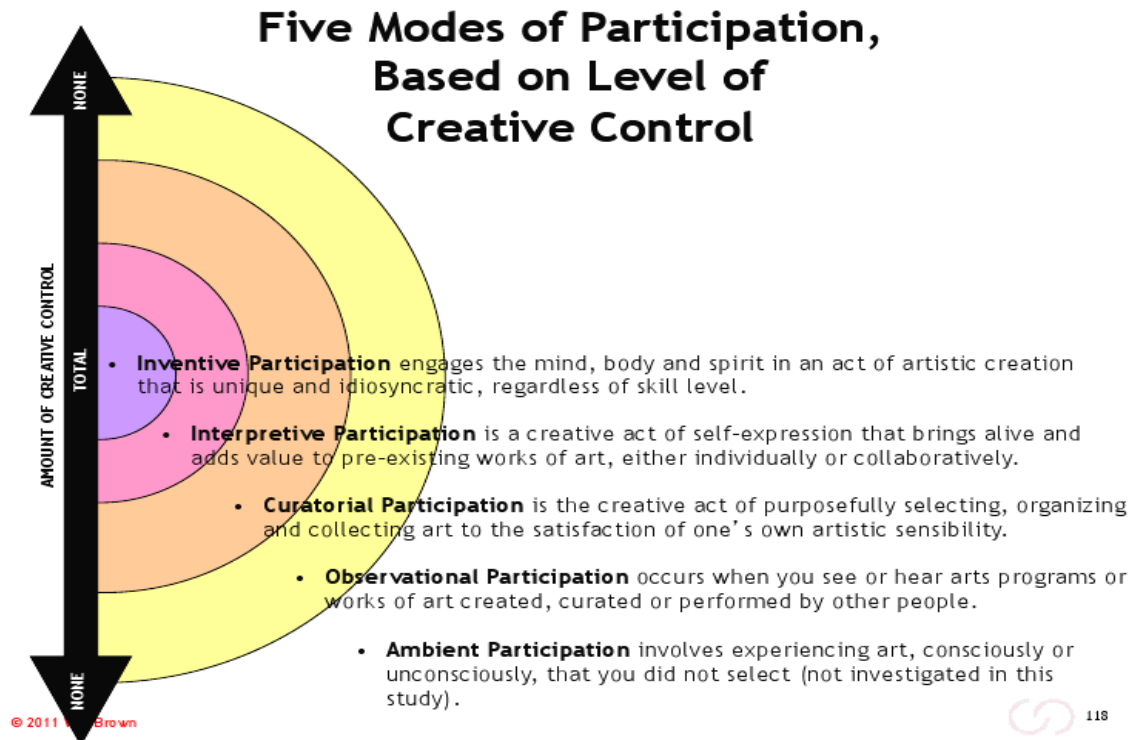 Five Modes of Participation,
Based on Level of
Creative Control
NONE
AMOUNT OF CREATIVE CONTROL
TOTAL
• Inventive Participation engages the mind, body and spirit in an act of artistic creation
that is unique and idiosyncratic, regardless of skill level.
• Interpretive Participation is a creative act of self-expression that brings alive and
adds value to pre-existing works of art, either individually or collaboratively.
• Curatorial Participation is the creative act of purposefully selecting, organizing
and collecting art to the satisfaction of one's own artistic sensibility.
• Observational Participation occurs when you see or hear arts programs or
works of art created, curated or performed by other people.
• Ambient Participation involves experiencing art, consciously or
unconsciously, that you did not select (not investigated in this
study).
NONE
© 2011 Brown
118